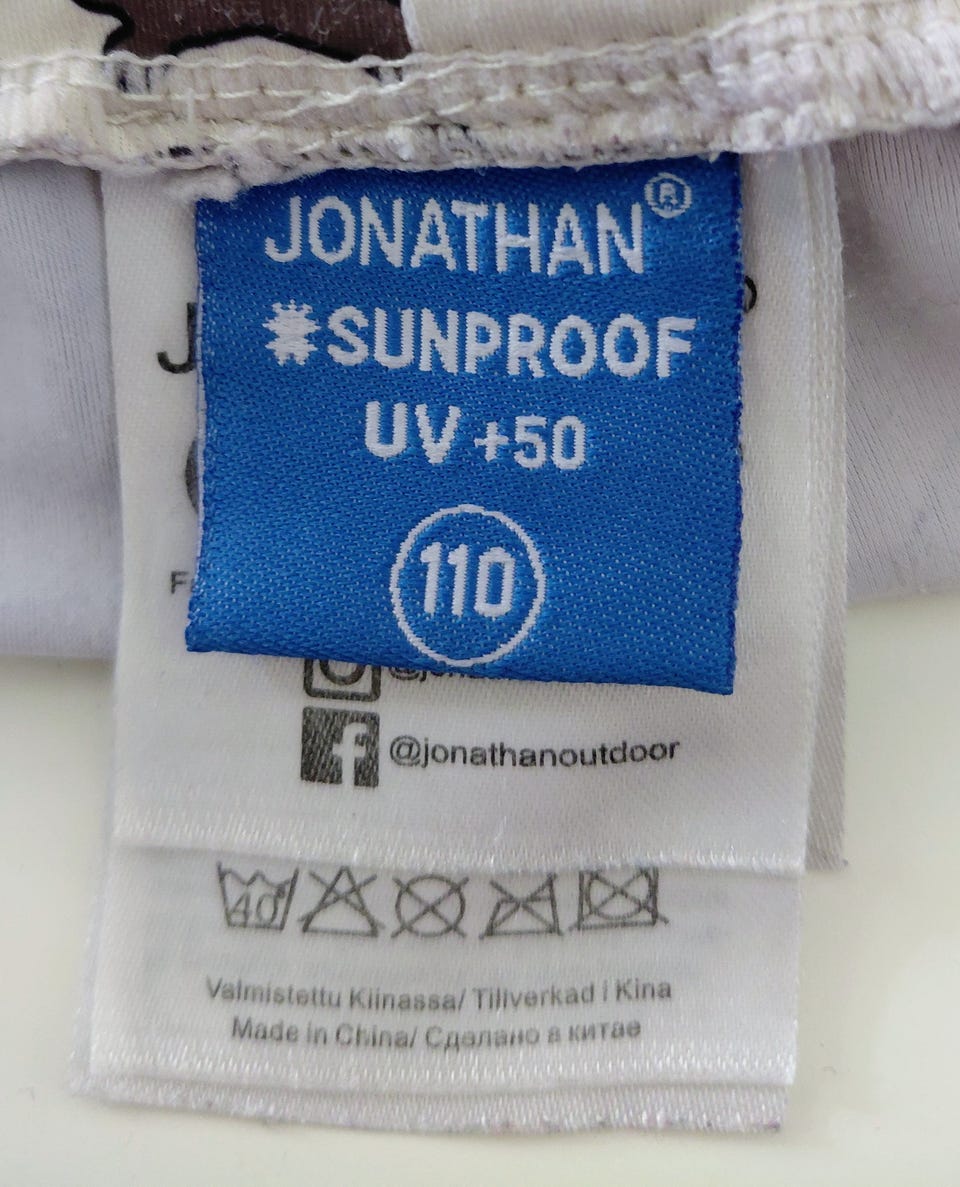 JONATHAN®
#SUNPROOF
UV +50
110
@jonathanoutdoor
40
Valmistettu Kiinassa/ Tillverkad i Kina
Made in China/ Сделано в китае